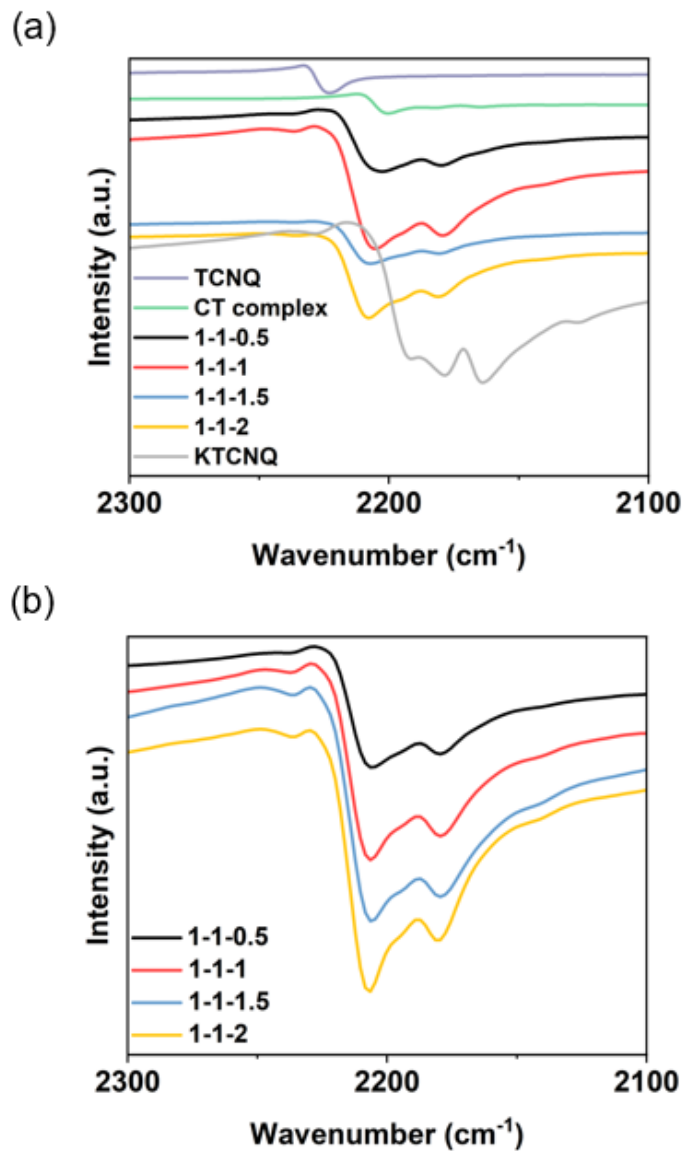 (a)
Intensity (a.u.)
TCNQ
CT complex
1-1-0.5
1-1-1
1-1-1.5
1-1-2
KTCNQ
2300 2200 2100
Wavenumber (cm⁻¹)
(b)
Intensity (a.u.)
1-1-0.5
1-1-1
1-1-1.5
1-1-2
2300 2200 2100
Wavenumber (cm⁻¹)